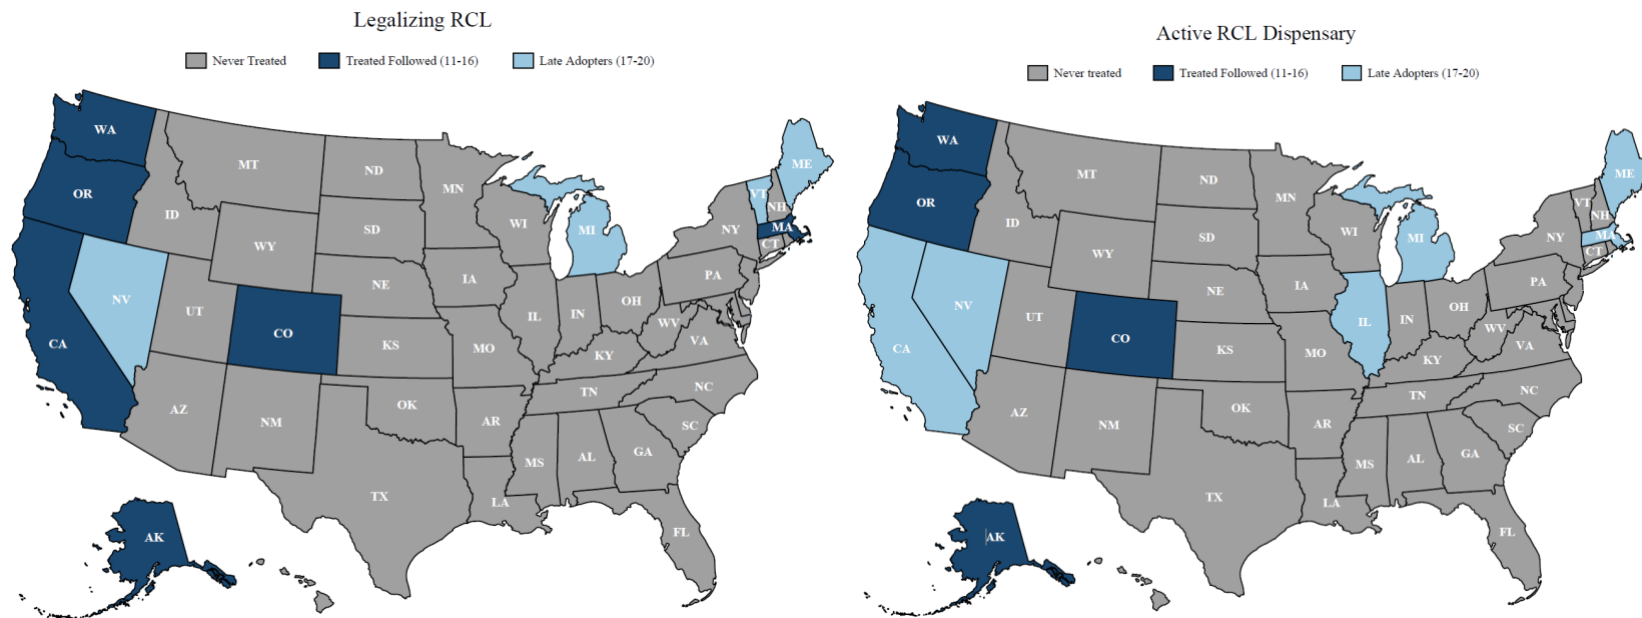 Legalizing RCL
Never Treated Treated Followed (11-16) Late Adopters (17-20)
WA
MT
ND
MN
ME
OR
ID
WI
VT
NH
SD
MI
NY
MA
WY
CT
IA
PA
NE
NV
OH
UT
IL
IN
CO
WV
CA
KS
MO
VA
KY
NC
TN
AZ
OK
NM
AR
SC
GA
MS
AL
TX
LA
FL
AK
Active RCL Dispensary
Never treated Treated Followed (11-16) Late Adopters (17-20)
WA
MT
ND
ME
MN
OR
VT
ID
NH
WI
NY
MA
SD
MI
WY
CT
IA
PA
NE
NV
OH
UT
IL
IN
WV
CO
VA
CA
KS
MO
KY
NC
TN
OK
AZ
AR
NM
SC
GA
MS
AL
TX
LA
FL
AK